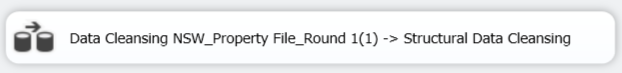 Data Cleansing NSW_Property File_Round 1(1) -> Structural Data Cleansing